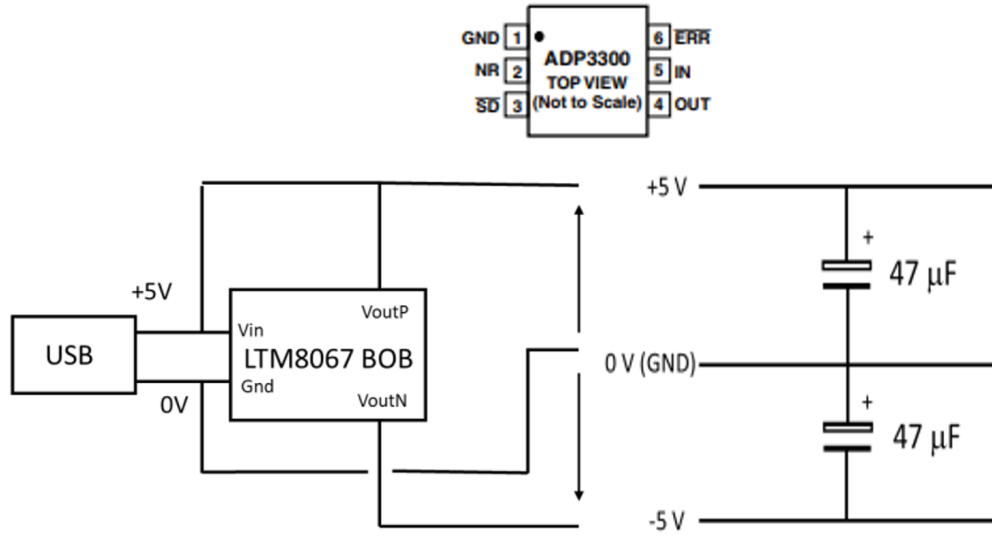 GND 1
NR 2
SD 3
ADP3300
TOP VIEW
(Not to Scale)
6 ERR
5 IN
4 OUT
+5 V
+
47 µF
0 V (GND)
+
47 µF
-5 V
+5V
USB
0V
Vin
VoutP
LTM8067 BOB
Gnd
VoutN